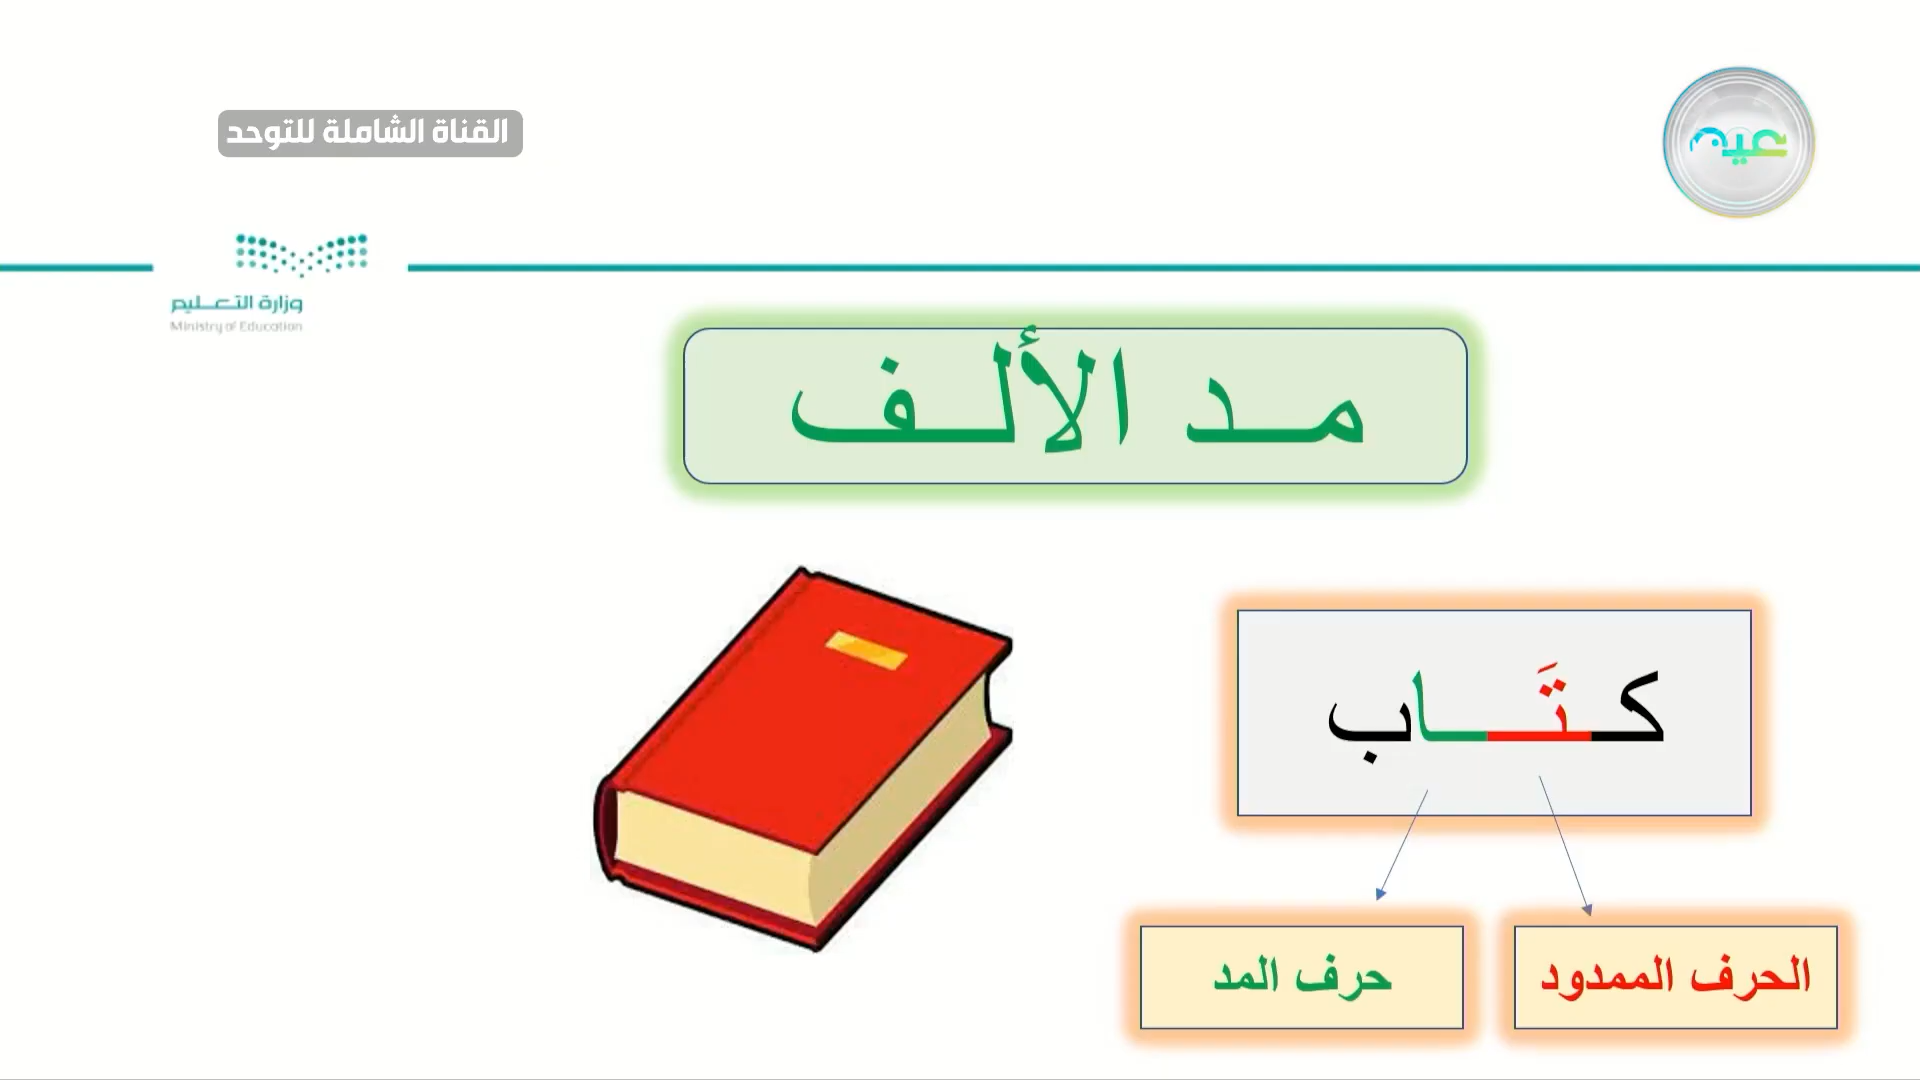 القناة الشاملة للتوحد
عين
وزارة التعليم
Ministry of Education
مد الألف
كتَاب
الحرف الممدود
حرف المد